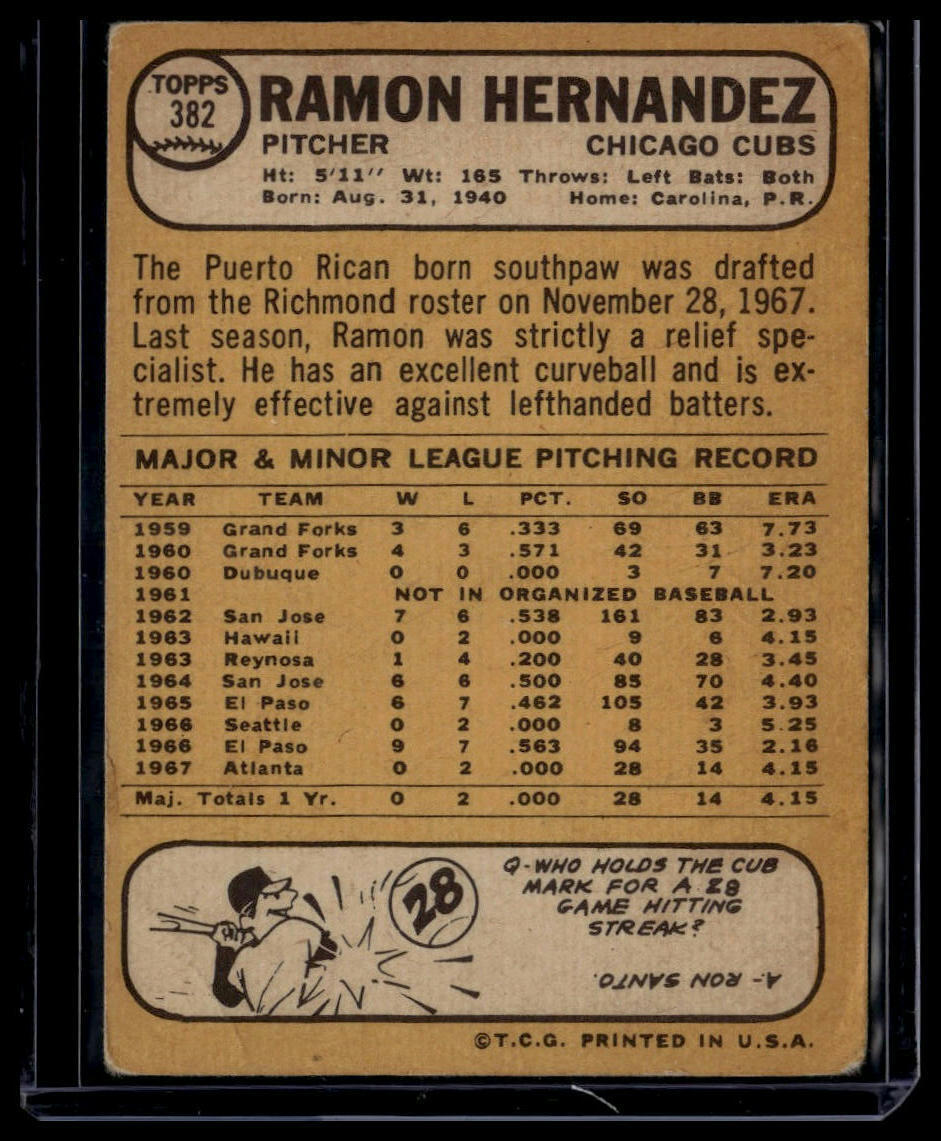 TOPPS
382
RAMON HERNANDEZ
PITCHER CHICAGO CUBS
Ht: 5'11" Wt: 165 Throws: Left Bats: Both
Born: Aug. 31, 1940 Home: Carolina, P.R.
The Puerto Rican born southpaw was drafted
from the Richmond roster on November 28, 1967.
Last season, Ramon was strictly a relief spe-
cialist. He has an excellent curveball and is ex-
tremely effective against lefthanded batters.
MAJOR & MINOR LEAGUE PITCHING RECORD
YEAR TEAM W L PCT. SO BB ERA
1959 Grand Forks 3 6 .333 69 63 7.73
1960 Grand Forks 4 3 .571 42 31 3.23
1960 Dubuque 0 0 .000 3 7 7.20
1961 NOT IN ORGANIZED BASEBALL
1962 San Jose 7 6 .538 161 83 2.93
1963 Hawaii 0 2 .000 9 6 4.15
1963 Reynosa 1 4 .200 40 28 3.45
1964 San Jose 6 6 .500 85 70 4.40
1965 El Paso 6 7 .462 105 42 3.93
1966 Seattle 0 2 .000 8 3 5.25
1966 El Paso 9 7 .563 94 35 2.16
1967 Atlanta 0 2 .000 28 14 4.15
Maj. Totals 1 Yr. 0 2 .000 28 14 4.15
28
HIT
Q-WHO HOLDS THE CUB
MARK FOR A 28
GAME HITTING
STREAK?
A- RON SANTO.
©T.C.G. PRINTED IN U.S.A.